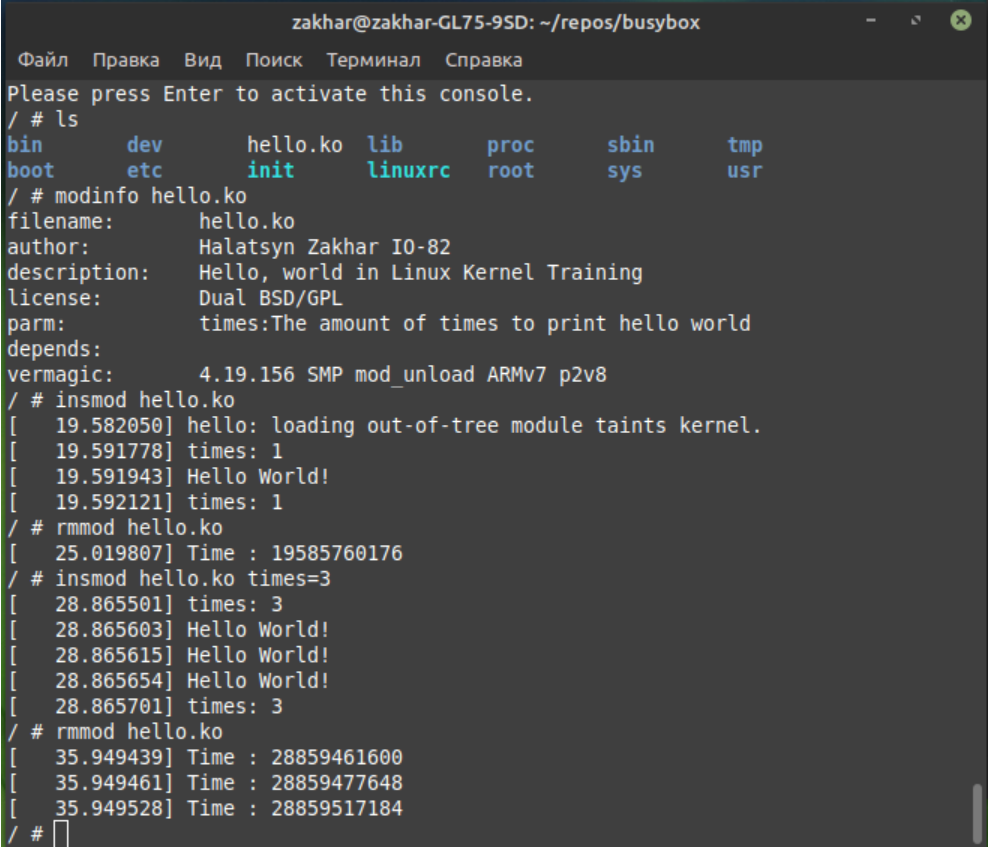 zakhar@zakhar-GL75-9SD: ~/repos/busybox
Файл Правка Вид Поиск Терминал Справка
Please press Enter to activate this console.
/ # ls
bin dev hello.ko lib proc sbin tmp
boot etc init linuxrc root sys usr
/ # modinfo hello.ko
filename: hello.ko
author: Halatsyn Zakhar IO-82
description: Hello, world in Linux Kernel Training
license: Dual BSD/GPL
parm: times:The amount of times to print hello world
depends:
vermagic: 4.19.156 SMP mod_unload ARMv7 p2v8
/ # insmod hello.ko
[ 19.582050] hello: loading out-of-tree module taints kernel.
[ 19.591778] times: 1
[ 19.591943] Hello World!
[ 19.592121] times: 1
/ # rmmod hello.ko
[ 25.019807] Time : 19585760176
/ # insmod hello.ko times=3
[ 28.865501] times: 3
[ 28.865603] Hello World!
[ 28.865615] Hello World!
[ 28.865654] Hello World!
[ 28.865701] times: 3
/ # rmmod hello.ko
[ 35.949439] Time : 28859461600
[ 35.949461] Time : 28859477648
[ 35.949528] Time : 28859517184
/ #